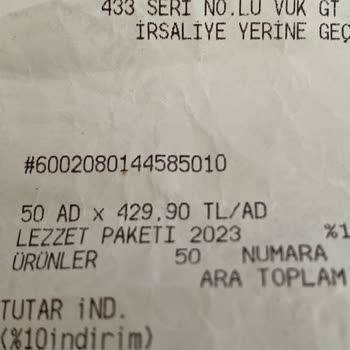 433 SERİ NO.LU VUK GT
İRSALİYE YERİNE GEÇ
#6002080144585010
50 AD x 429,90 TL/AD
LEZZET PAKETİ 2023 %1
ÜRÜNLER 50 NUMARA
ARA TOPLAM
TUTAR İND.
(%10indirim)